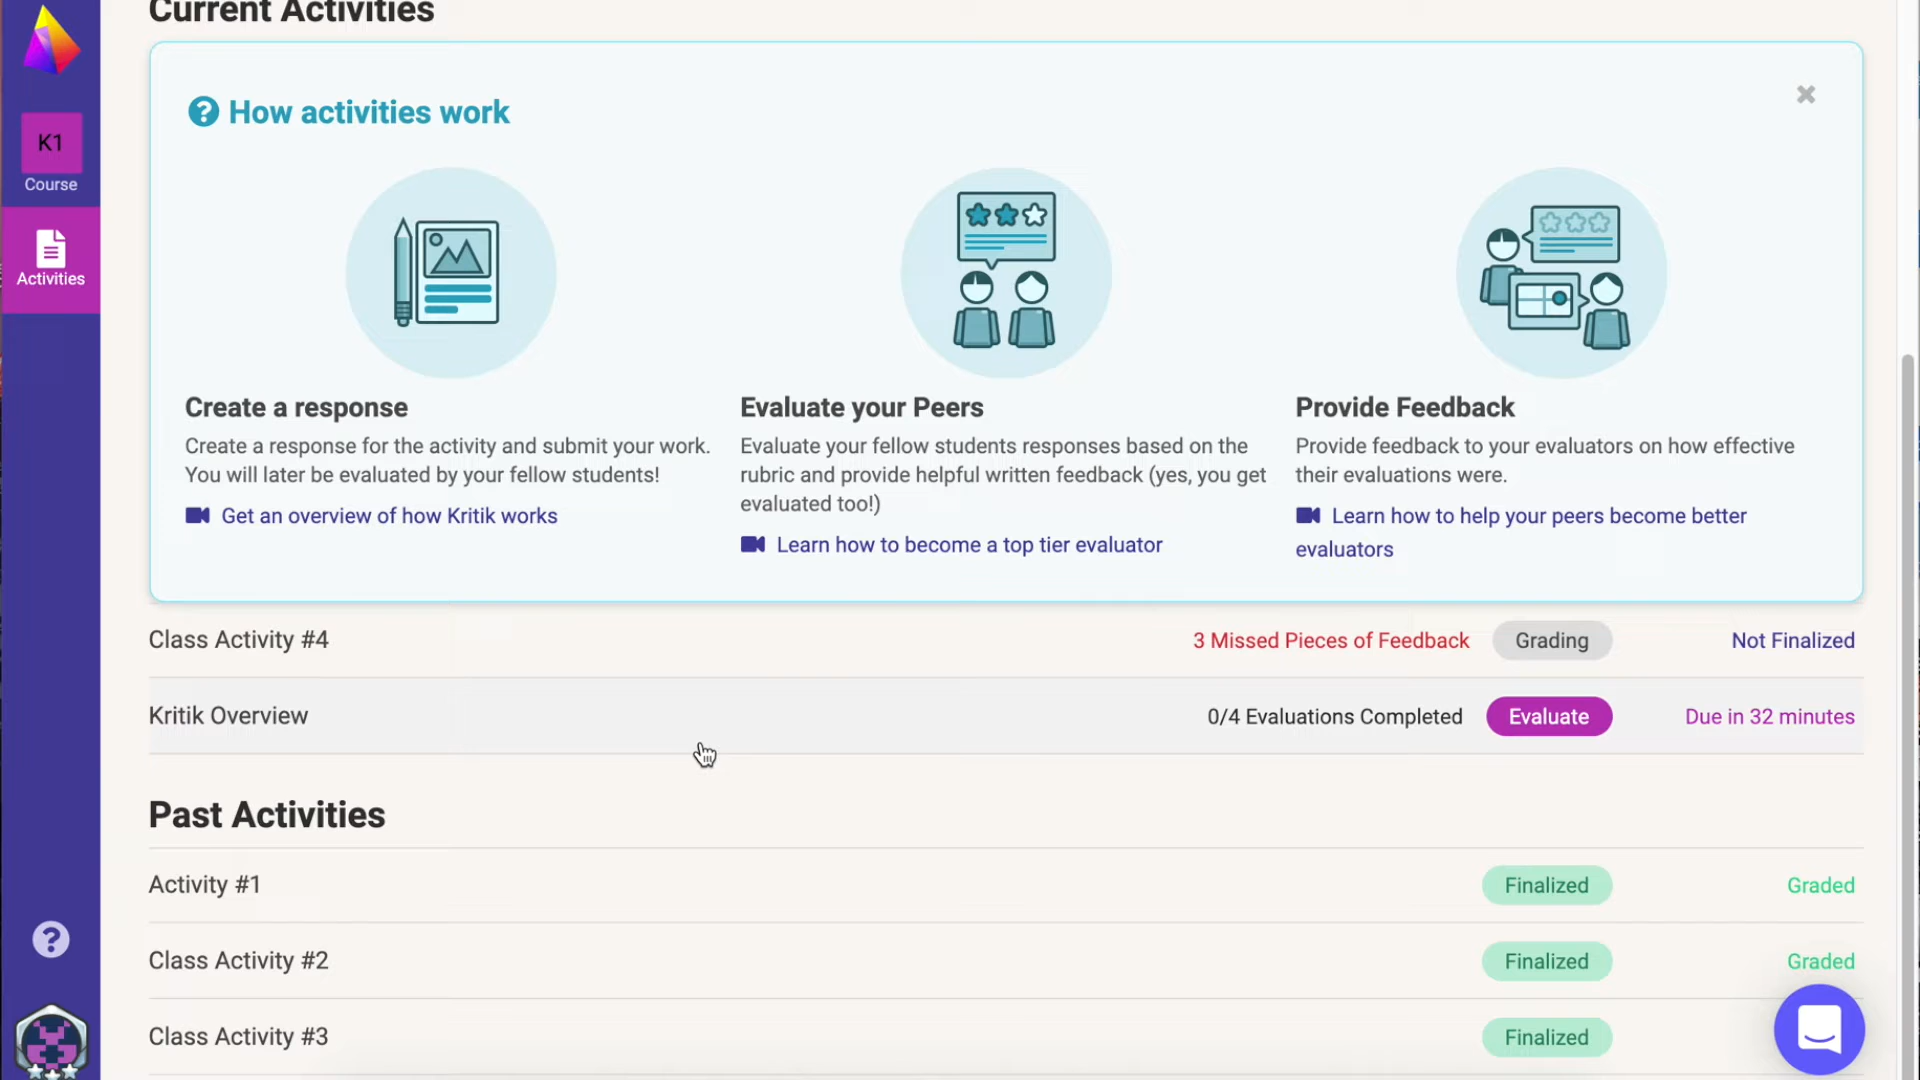 Current Activities
K1
Course
Activities
How activities work
Create a response
Create a response for the activity and submit your work.
You will later be evaluated by your fellow students!
Get an overview of how Kritik works
Evaluate your Peers
Evaluate your fellow students responses based on the
rubric and provide helpful written feedback (yes, you get
evaluated too!)
Learn how to become a top tier evaluator
Provide Feedback
Provide feedback to your evaluators on how effective
their evaluations were.
Learn how to help your peers become better
evaluators
Class Activity #4 3 Missed Pieces of Feedback Grading Not Finalized
Kritik Overview 0/4 Evaluations Completed Evaluate Due in 32 minutes
Past Activities
Activity #1 Finalized Graded
Class Activity #2 Finalized Graded
Class Activity #3 Finalized